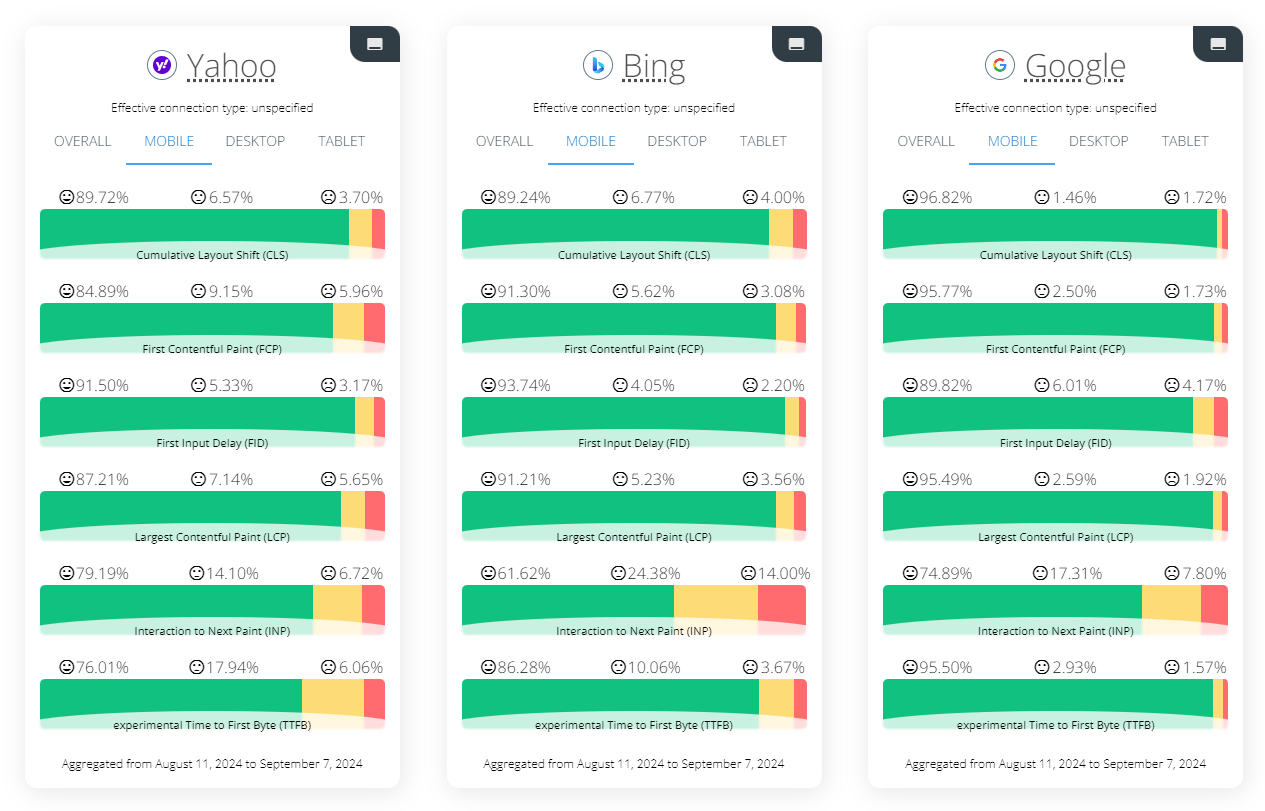 Yahoo
Effective connection type: unspecified
OVERALL MOBILE DESKTOP TABLET
89.72% 6.57% 3.70%
Cumulative Layout Shift (CLS)
84.89% 9.15% 5.96%
First Contentful Paint (FCP)
91.50% 5.33% 3.17%
First Input Delay (FID)
87.21% 7.14% 5.65%
Largest Contentful Paint (LCP)
79.19% 14.10% 6.72%
Interaction to Next Paint (INP)
76.01% 17.94% 6.06%
experimental Time to First Byte (TTFB)
Aggregated from August 11, 2024 to September 7, 2024
Bing
Effective connection type: unspecified
OVERALL MOBILE DESKTOP TABLET
89.24% 6.77% 4.00%
Cumulative Layout Shift (CLS)
91.30% 5.62% 3.08%
First Contentful Paint (FCP)
93.74% 4.05% 2.20%
First Input Delay (FID)
91.21% 5.23% 3.56%
Largest Contentful Paint (LCP)
61.62% 24.38% 14.00%
Interaction to Next Paint (INP)
86.28% 10.06% 3.67%
experimental Time to First Byte (TTFB)
Aggregated from August 11, 2024 to September 7, 2024
Google
Effective connection type: unspecified
OVERALL MOBILE DESKTOP TABLET
96.82% 1.46% 1.72%
Cumulative Layout Shift (CLS)
95.77% 2.50% 1.73%
First Contentful Paint (FCP)
89.82% 6.01% 4.17%
First Input Delay (FID)
95.49% 2.59% 1.92%
Largest Contentful Paint (LCP)
74.89% 17.31% 7.80%
Interaction to Next Paint (INP)
95.50% 2.93% 1.57%
experimental Time to First Byte (TTFB)
Aggregated from August 11, 2024 to September 7, 2024